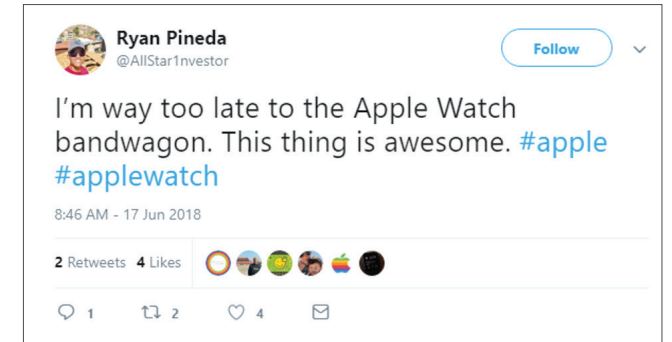 Ryan Pineda
@AllStar1nvestor
Follow
I’m way too late to the Apple Watch
bandwagon. This thing is awesome. #apple
#applewatch
8:46 AM - 17 Jun 2018
2 Retweets 4 Likes
1 2 4